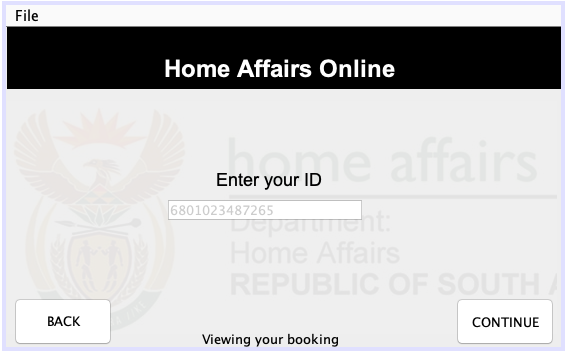 File
Home Affairs Online
home affairs
Enter your ID
6801023487265
Department:
Home Affairs
REPUBLIC OF SOUTH A
BACK
CONTINUE
Viewing your booking